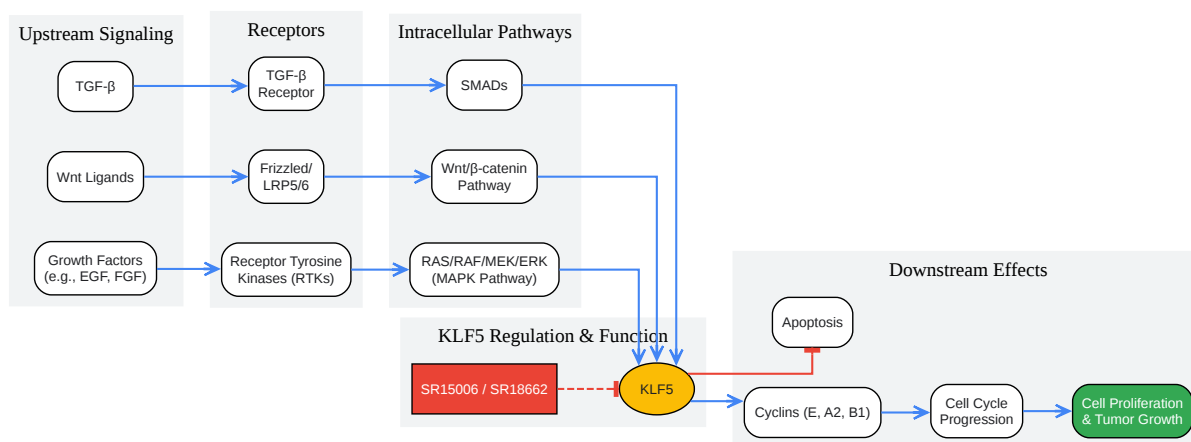 Upstream Signaling
Receptors
Intracellular Pathways
TGF-β
TGF-β
Receptor
SMADs
Wnt Ligands
Frizzled/
LRP5/6
Wnt/β-catenin
Pathway
Growth Factors
(e.g., EGF, FGF)
Receptor Tyrosine
Kinases (RTKs)
RAS/RAF/MEK/ERK
(MAPK Pathway)
KLF5 Regulation & Function
SR15006 / SR18662
KLF5
Downstream Effects
Apoptosis
Cyclins (E, A2, B1)
Cell Cycle
Progression
Cell Proliferation
& Tumor Growth